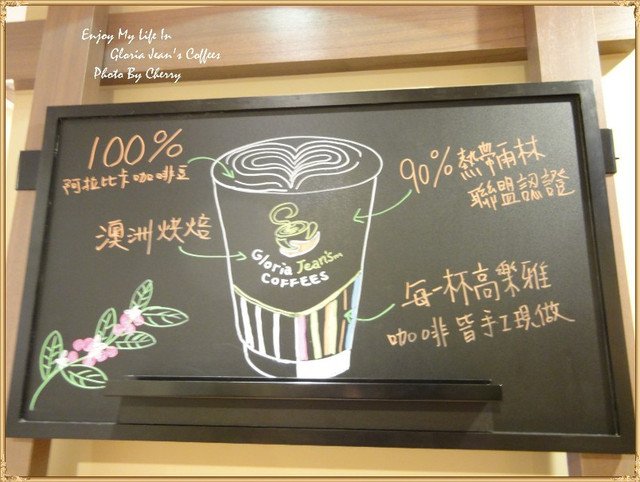 Enjoy My Life In
Gloria Jean's Coffees
Photo By Cherry
100%
阿拉比卡咖啡豆
澳洲烘焙
90%熱帶雨林
聯盟認證
Gloria Jean's
COFFEES
每一杯高樂雅
咖啡皆手工現做